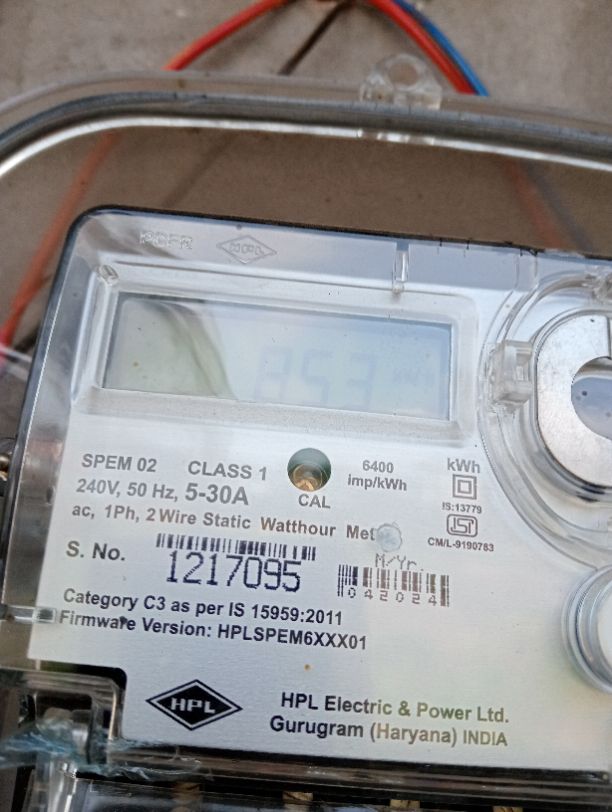 HPL
853 kWh
SPEM 02 CLASS 1
6400 imp/kWh
kWh
240V, 50 Hz, 5-30A
CAL
IS:13779
ac, 1Ph, 2 Wire Static Watthour
CM/L-9190783
S. No. 1217095
M/Yr.
042024
Category C3 as per IS 15959:2011
Firmware Version: HPLSPEM6XXX01
HPL
HPL Electric & Power Ltd.
Gurugram (Haryana) INDIA